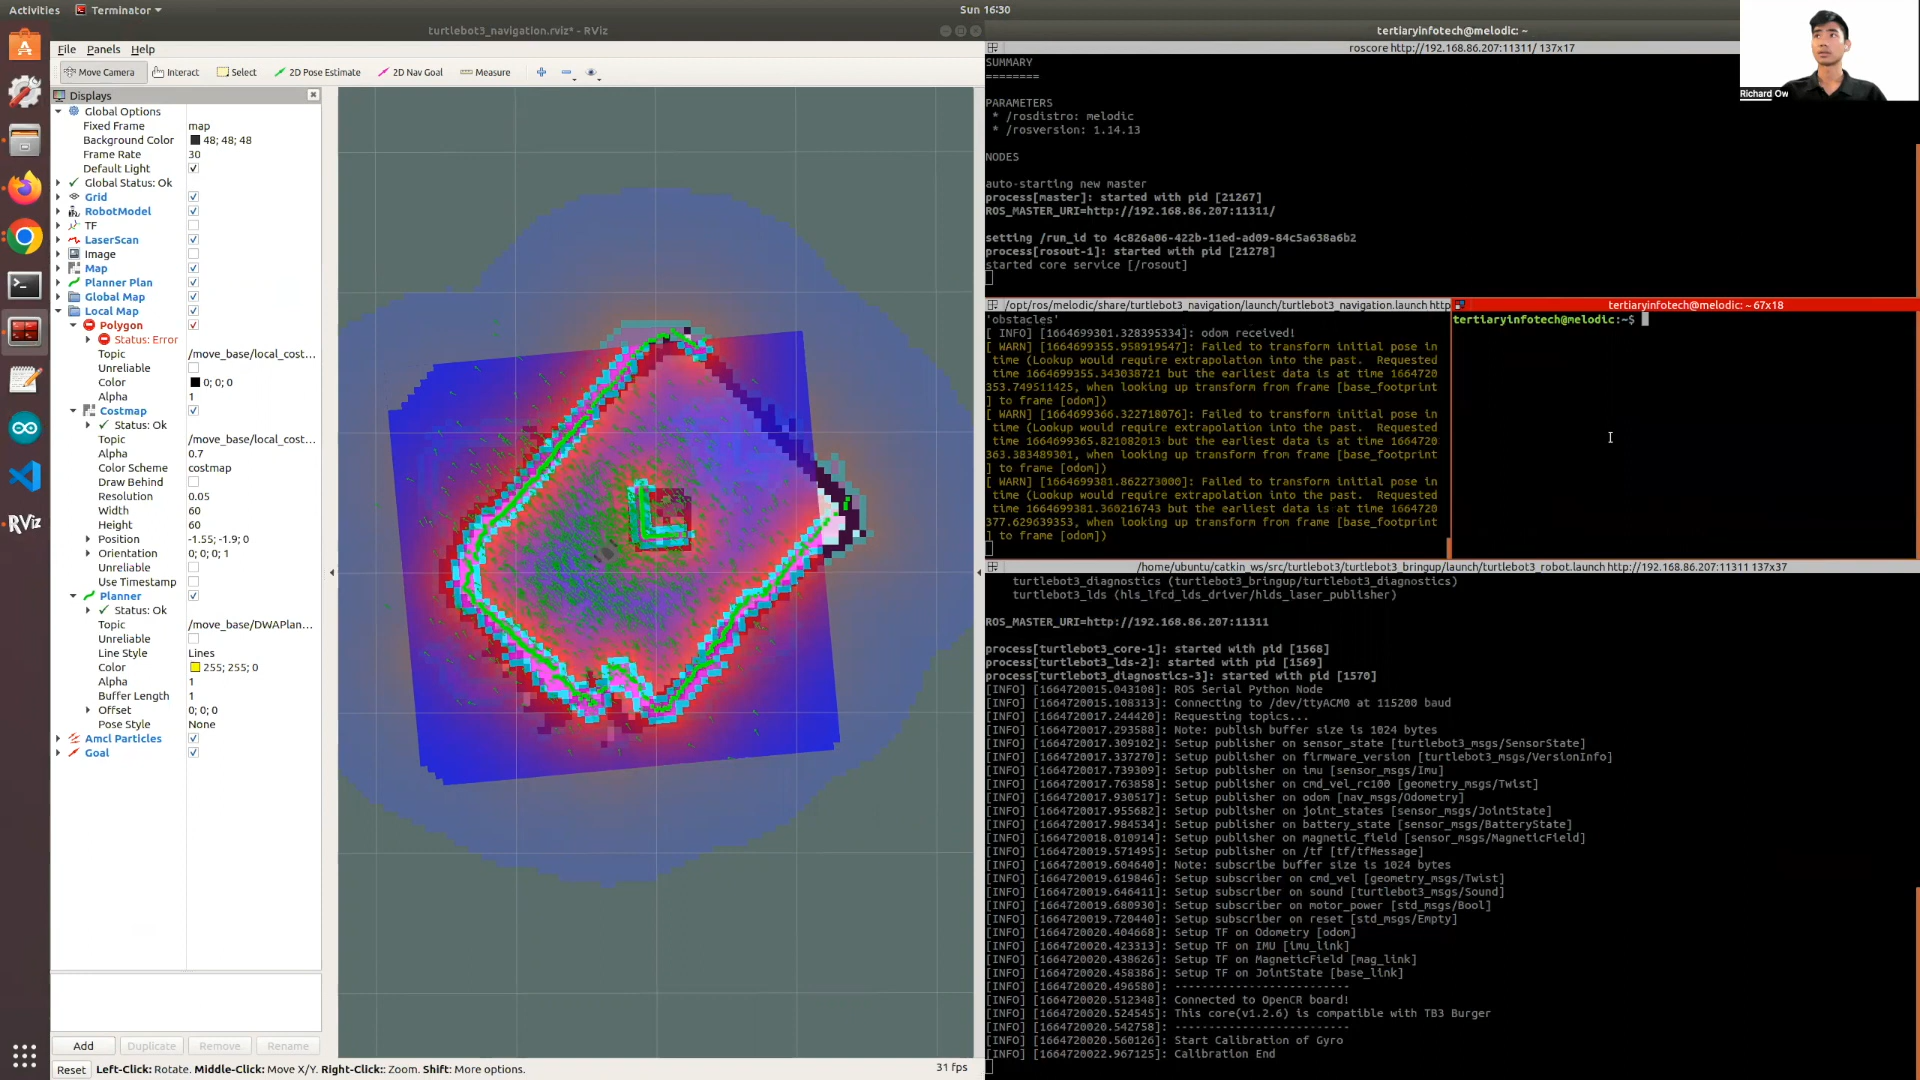 Activities
Terminator
Sun 16:30
turtlebot3_navigation.rviz* - RViz
File Panels Help
Move Camera Interact Select 2D Pose Estimate 2D Nav Goal Measure
Displays
Global Options
Fixed Frame map
Background Color 48; 48; 48
Frame Rate 30
Default Light
Global Status: Ok
Grid
RobotModel
TF
LaserScan
Image
Map
Planner Plan
Global Map
Local Map
Polygon
Status: Error
Topic /move_base/local_cost...
Unreliable
Color 0; 0; 0
Alpha 1
Costmap
Status: Ok
Topic /move_base/local_cost...
Alpha 0.7
Color Scheme costmap
Draw Behind
Resolution 0.05
Width 60
Height 60
Position -1.55; -1.9; 0
Orientation 0; 0; 0; 1
Unreliable
Use Timestamp
Planner
Status: Ok
Topic /move_base/DWAPlan...
Unreliable
Line Style Lines
Color 255; 255; 0
Alpha 1
Buffer Length 1
Offset 0; 0; 0
Pose Style None
Amcl Particles
Goal
Add Duplicate Remove Rename
Reset Left-Click: Rotate. Middle-Click: Move X/Y. Right-Click:: Zoom. Shift: More options.
31 fps
RViz
tertiaryinfotech@melodic: ~
roscore http://192.168.86.207:11311/ 137x17
SUMMARY
========
PARAMETERS
* /rosdistro: melodic
* /rosversion: 1.14.13
NODES
auto-starting new master
process[master]: started with pid [21267]
ROS_MASTER_URI=http://192.168.86.207:11311/
setting /run_id to 4c826a06-422b-11ed-ad09-84c5a638a6b2
process[rosout-1]: started with pid [21278]
started core service [/rosout]
Richard Ow
/opt/ros/melodic/share/turtlebot3_navigation/launch/turtlebot3_navigation.launch http
'obstacles'
[ INFO] [1664699301.328395334]: odom received!
[ WARN] [1664699355.958919547]: Failed to transform initial pose in
time (Lookup would require extrapolation into the past.  Requested
time 1664699355.343038721 but the earliest data is at time 1664720
353.749511425, when looking up transform from frame [base_footprint
] to frame [odom])
[ WARN] [1664699366.322718076]: Failed to transform initial pose in
time (Lookup would require extrapolation into the past.  Requested
time 1664699365.821082013 but the earliest data is at time 1664720
363.383489301, when looking up transform from frame [base_footprint
] to frame [odom])
[ WARN] [1664699381.862273000]: Failed to transform initial pose in
time (Lookup would require extrapolation into the past.  Requested
time 1664699381.360216743 but the earliest data is at time 1664720
377.629639353, when looking up transform from frame [base_footprint
] to frame [odom])
tertiaryinfotech@melodic: ~ 67x18
tertiaryinfotech@melodic:~$
/home/ubuntu/catkin_ws/src/turtlebot3/turtlebot3_bringup/launch/turtlebot3_robot.launch http://192.168.86.207:11311 137x37
turtlebot3_diagnostics (turtlebot3_bringup/turtlebot3_diagnostics)
turtlebot3_lds (hls_lfcd_lds_driver/hlds_laser_publisher)
ROS_MASTER_URI=http://192.168.86.207:11311
process[turtlebot3_core-1]: started with pid [1568]
process[turtlebot3_lds-2]: started with pid [1569]
process[turtlebot3_diagnostics-3]: started with pid [1570]
[INFO] [1664720015.043108]: ROS Serial Python Node
[INFO] [1664720015.108313]: Connecting to /dev/ttyACM0 at 115200 baud
[INFO] [1664720017.244420]: Requesting topics...
[INFO] [1664720017.293588]: Note: publish buffer size is 1024 bytes
[INFO] [1664720017.309102]: Setup publisher on sensor_state [turtlebot3_msgs/SensorState]
[INFO] [1664720017.337270]: Setup publisher on firmware_version [turtlebot3_msgs/VersionInfo]
[INFO] [1664720017.739309]: Setup publisher on imu [sensor_msgs/Imu]
[INFO] [1664720017.763858]: Setup publisher on cmd_vel_rc100 [geometry_msgs/Twist]
[INFO] [1664720017.930517]: Setup publisher on odom [nav_msgs/Odometry]
[INFO] [1664720017.955682]: Setup publisher on joint_states [sensor_msgs/JointState]
[INFO] [1664720017.984534]: Setup publisher on battery_state [sensor_msgs/BatteryState]
[INFO] [1664720018.010914]: Setup publisher on magnetic_field [sensor_msgs/MagneticField]
[INFO] [1664720019.571495]: Setup publisher on /tf [tf/tfMessage]
[INFO] [1664720019.604640]: Note: subscribe buffer size is 1024 bytes
[INFO] [1664720019.619846]: Setup subscriber on cmd_vel [geometry_msgs/Twist]
[INFO] [1664720019.646411]: Setup subscriber on sound [turtlebot3_msgs/Sound]
[INFO] [1664720019.680930]: Setup subscriber on motor_power [std_msgs/Bool]
[INFO] [1664720019.720440]: Setup subscriber on reset [std_msgs/Empty]
[INFO] [1664720020.404668]: Setup TF on Odometry [odom]
[INFO] [1664720020.423313]: Setup TF on IMU [imu_link]
[INFO] [1664720020.438626]: Setup TF on MagneticField [mag_link]
[INFO] [1664720020.458386]: Setup TF on JointState [base_link]
[INFO] [1664720020.496580]: --------------------------
[INFO] [1664720020.512348]: Connected to OpenCR board!
[INFO] [1664720020.524545]: This core(v1.2.6) is compatible with TB3 Burger
[INFO] [1664720020.542758]: --------------------------
[INFO] [1664720020.560126]: Start Calibration of Gyro
[INFO] [1664720022.967125]: Calibration End